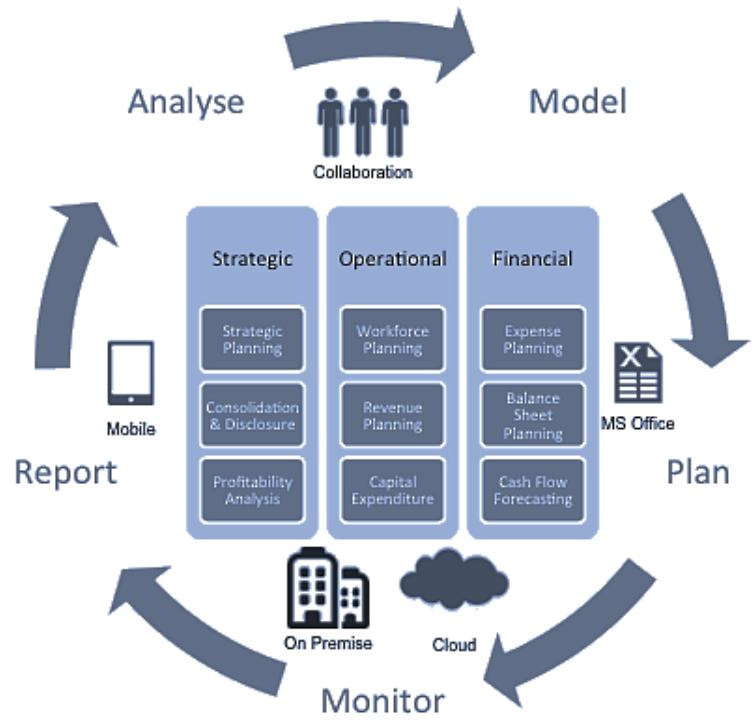 Analyse
Model
Collaboration
Strategic
Operational
Financial
Strategic
Planning
Workforce
Planning
Expense
Planning
Consolidation
& Disclosure
Revenue
Planning
Balance
Sheet
Planning
Profitability
Analysis
Capital
Expenditure
Cash Flow
Forecasting
Mobile
X
MS Office
Report
Plan
On Premise
Cloud
Monitor